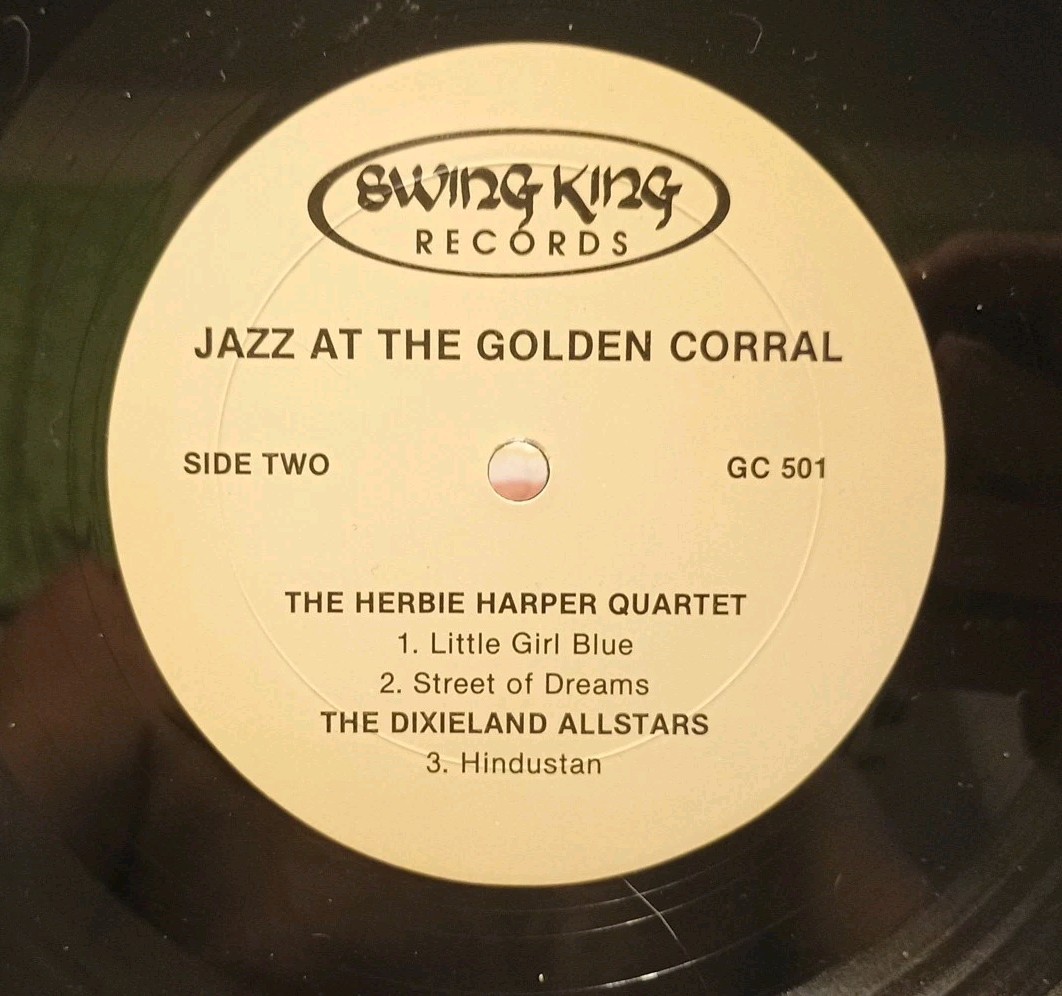 SWING KING
RECORDS
JAZZ AT THE GOLDEN CORRAL
SIDE TWO
GC 501
THE HERBIE HARPER QUARTET
1. Little Girl Blue
2. Street of Dreams
THE DIXIELAND ALLSTARS
3. Hindustan